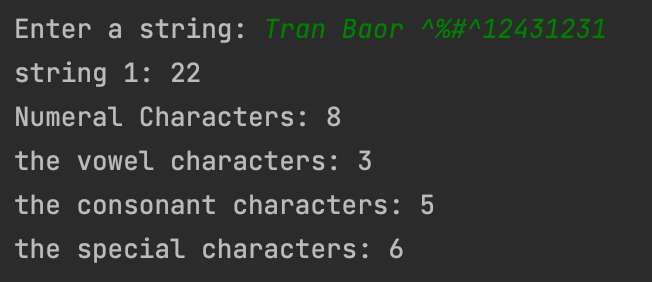 Enter a string: Tran Baor ^%#^12431231
string 1: 22
Numeral Characters: 8
the vowel characters: 3
the consonant characters: 5
the special characters: 6